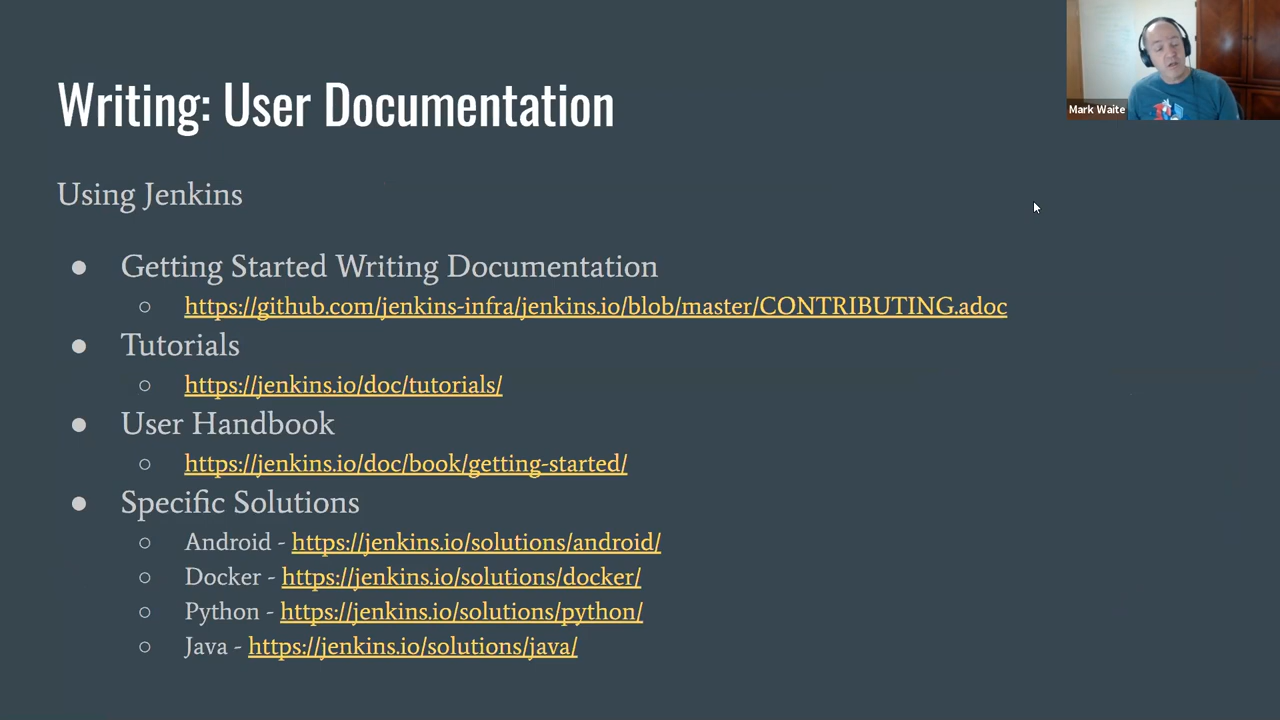 Writing: User Documentation
Mark Waite
Using Jenkins
● Getting Started Writing Documentation
○ https://github.com/jenkins-infra/jenkins.io/blob/master/CONTRIBUTING.adoc
● Tutorials
○ https://jenkins.io/doc/tutorials/
● User Handbook
○ https://jenkins.io/doc/book/getting-started/
● Specific Solutions
○ Android - https://jenkins.io/solutions/android/
○ Docker - https://jenkins.io/solutions/docker/
○ Python - https://jenkins.io/solutions/python/
○ Java - https://jenkins.io/solutions/java/